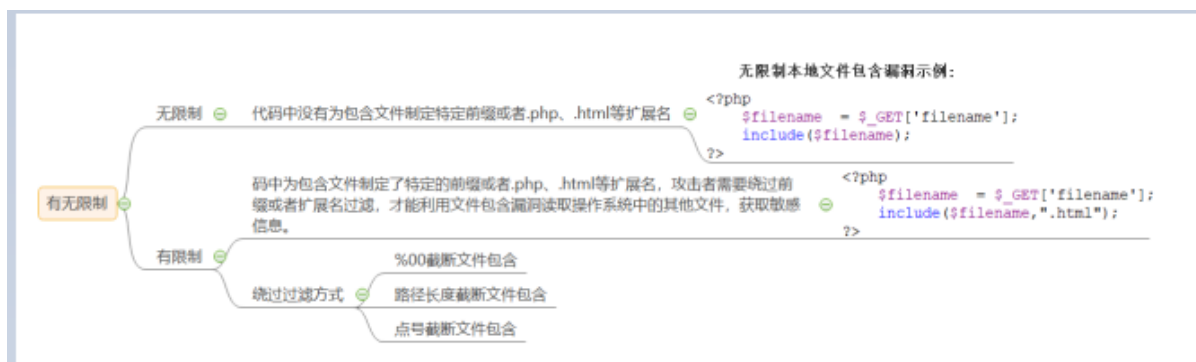 无限制本地文件包含漏洞示例：
无限制
代码中没有为包含文件制定特定前缀或者.php、.html等扩展名
<?php
$filename  = $_GET['filename'];
include($filename);
?>
有无限制
有限制
码中为包含文件制定了特定的前缀或者.php、.html等扩展名，攻击者需要绕过前
缀或者扩展名过滤，才能利用文件包含漏洞读取操作系统中的其他文件，获取敏感
信息。
<?php
$filename  = $_GET['filename'];
include($filename,".html");
?>
绕过过滤方式
%00截断文件包含
路径长度截断文件包含
点号截断文件包含